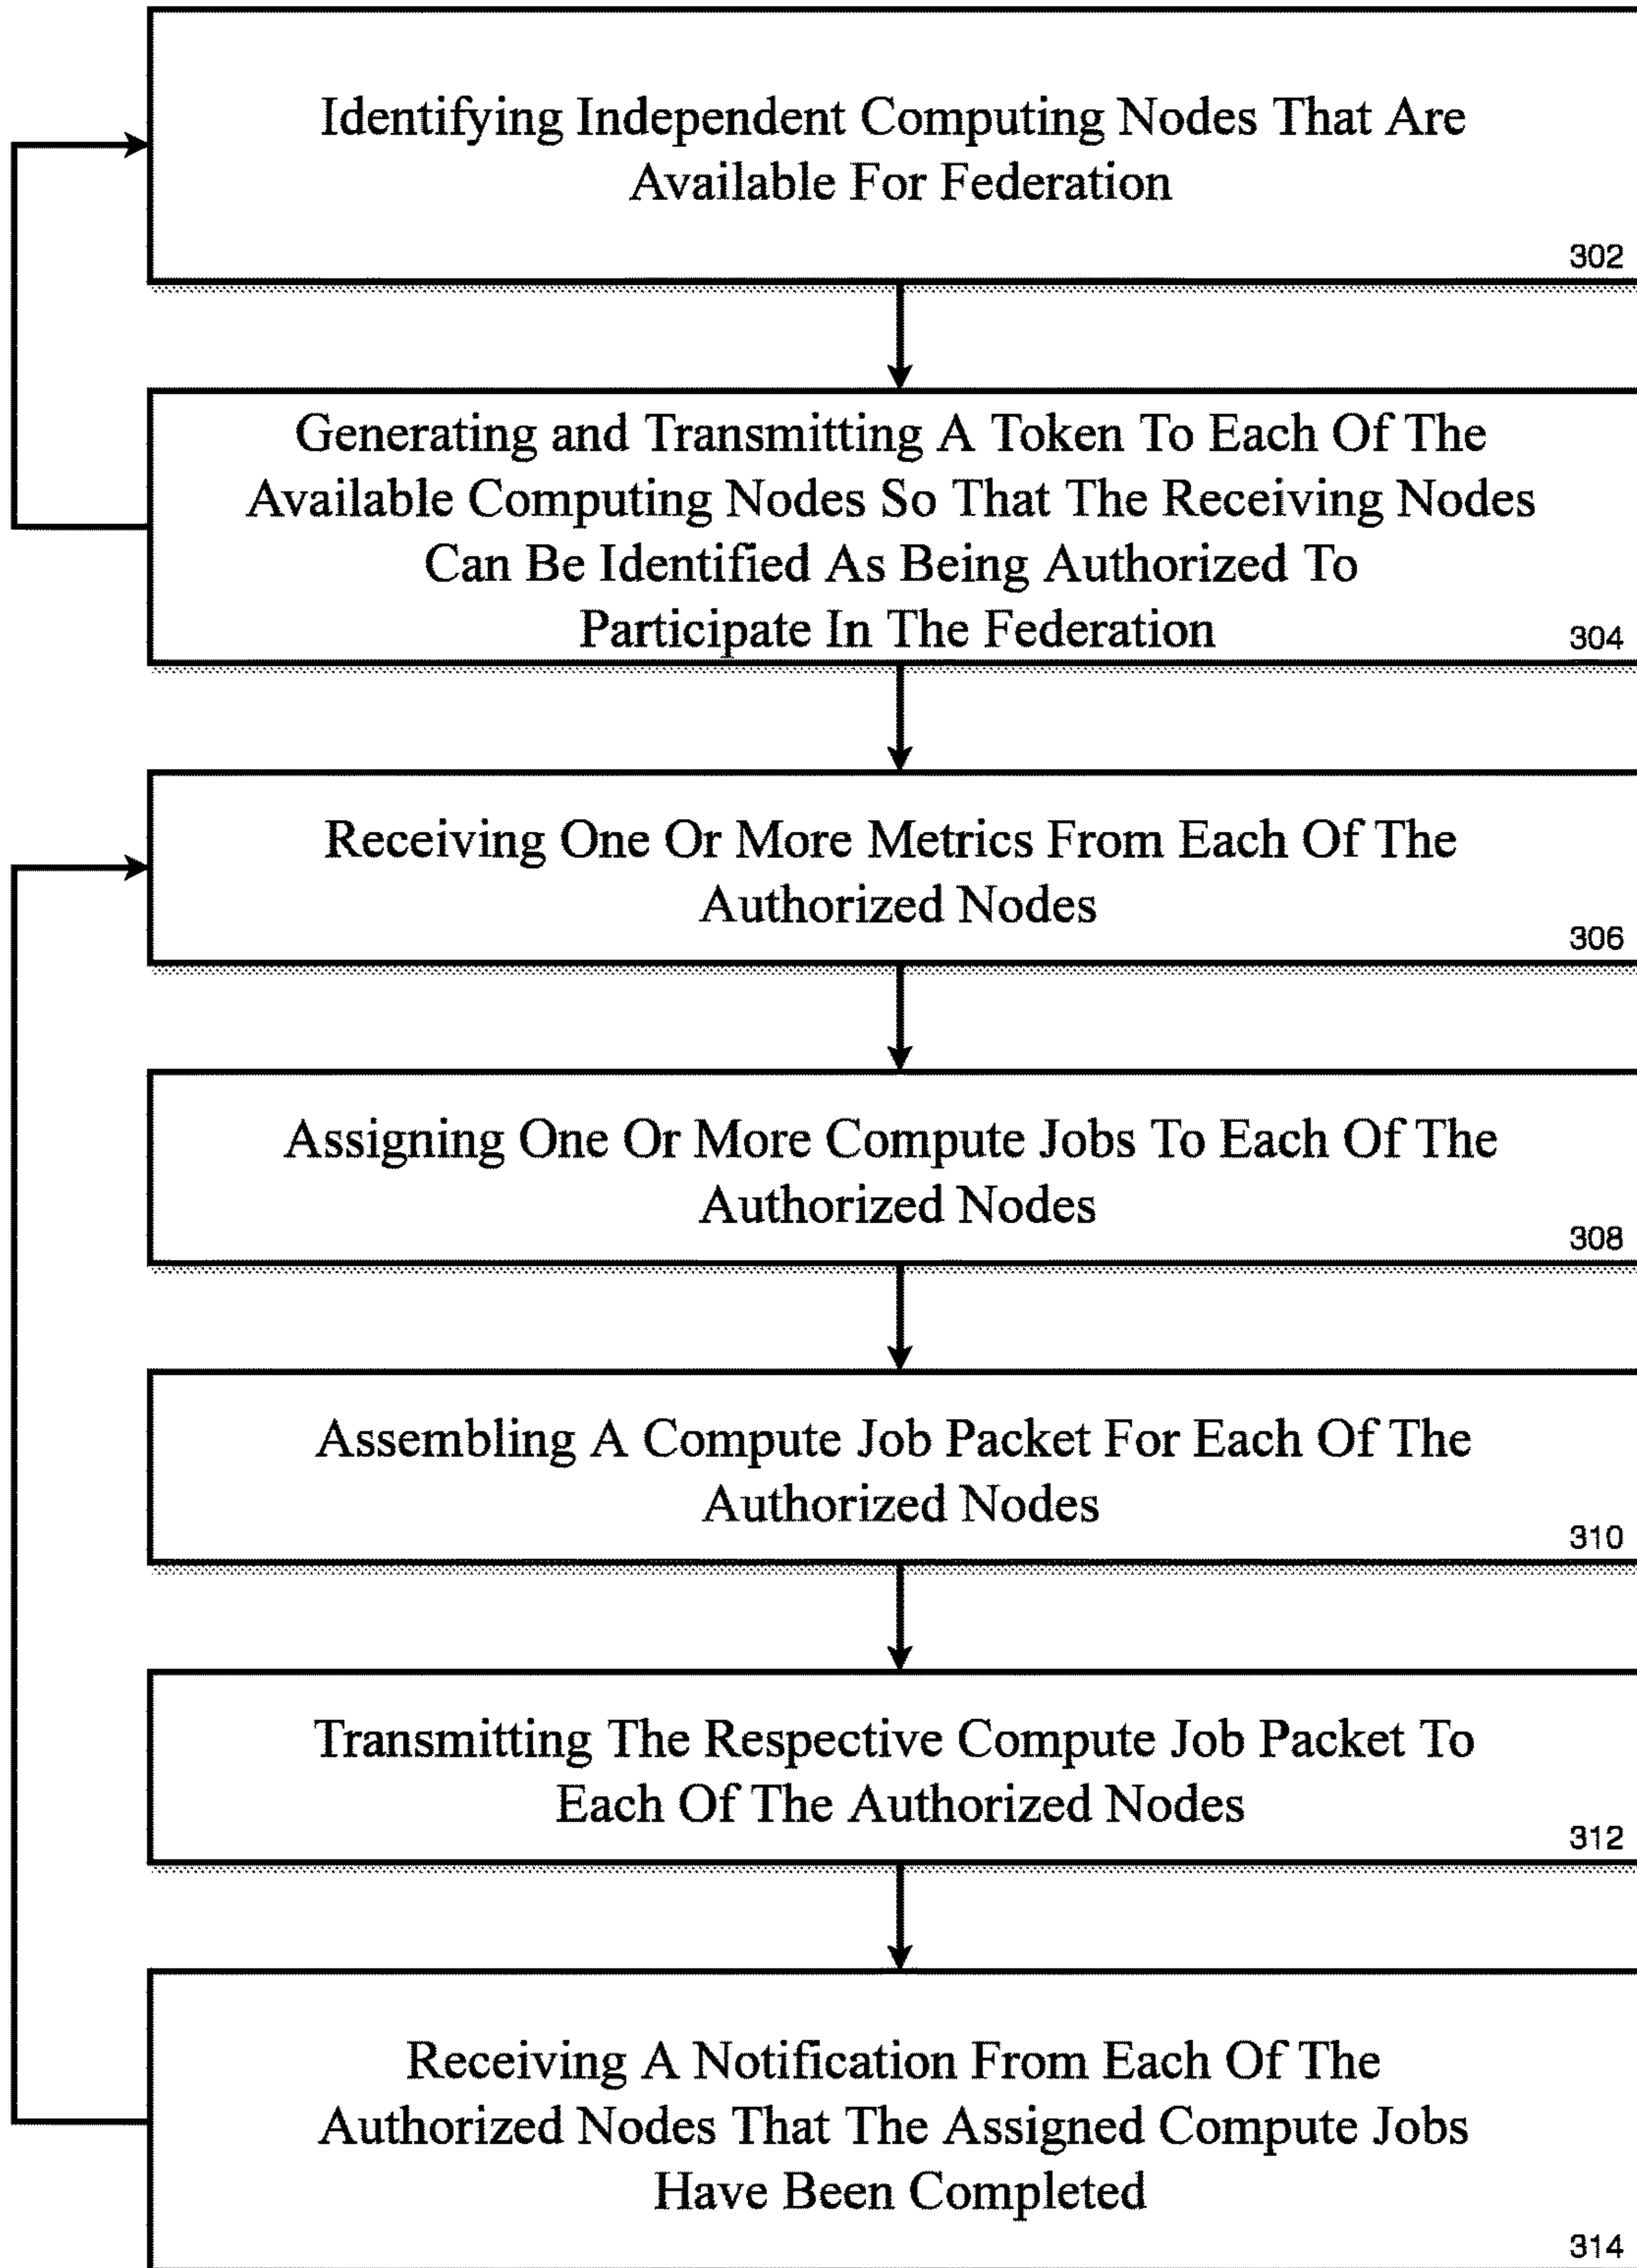 Identifying Independent Computing Nodes That Are
Available For Federation
302
Generating and Transmitting A Token To Each Of The
Available Computing Nodes So That The Receiving Nodes
Can Be Identified As Being Authorized To
Participate In The Federation
304
Receiving One Or More Metrics From Each Of The
Authorized Nodes
306
Assigning One Or More Compute Jobs To Each Of The
Authorized Nodes
308
Assembling A Compute Job Packet For Each Of The
Authorized Nodes
310
Transmitting The Respective Compute Job Packet To
Each Of The Authorized Nodes
312
Receiving A Notification From Each Of The
Authorized Nodes That The Assigned Compute Jobs
Have Been Completed
314